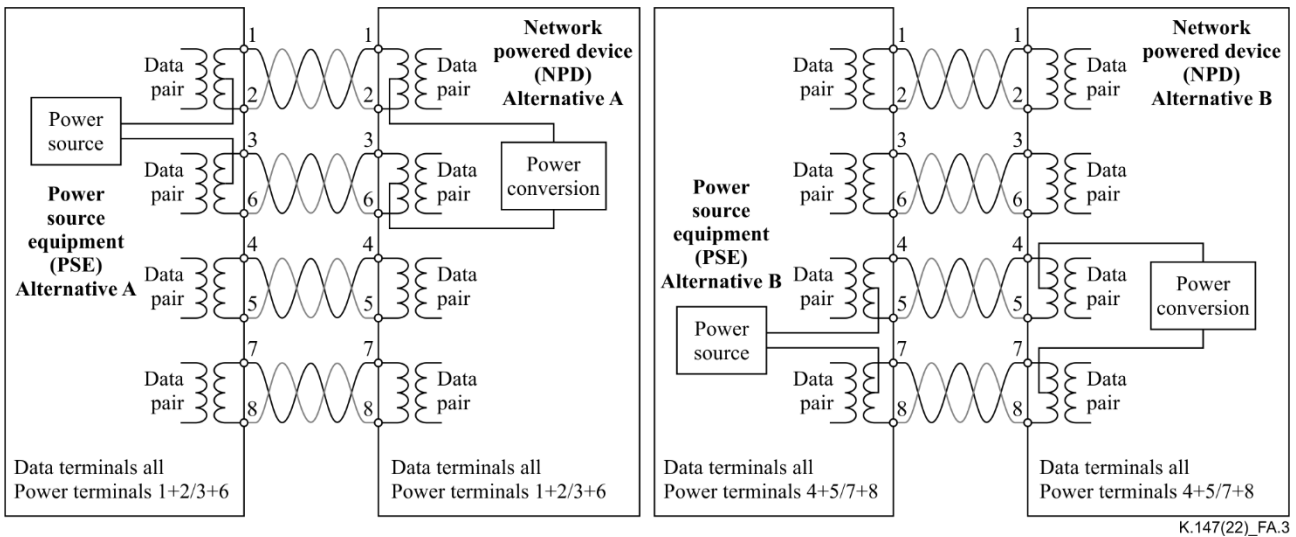 1
1
Data
pair
2
2
Data
pair
Network
powered device
(NPD)
Alternative A
Power
source
3
3
Data
pair
6
6
Data
pair
Power
conversion
Power
source
equipment
(PSE)
Alternative A
4
4
Data
pair
5
5
Data
pair
7
7
Data
pair
8
8
Data
pair
Data terminals all
Power terminals 1+2/3+6
Data terminals all
Power terminals 1+2/3+6
1
1
Data
pair
2
2
Data
pair
Network
powered device
(NPD)
Alternative B
3
3
Data
pair
6
6
Data
pair
Power
source
equipment
(PSE)
Alternative B
4
4
Data
pair
5
5
Data
pair
Power
conversion
Power
source
7
7
Data
pair
8
8
Data
pair
Data terminals all
Power terminals 4+5/7+8
Data terminals all
Power terminals 4+5/7+8
K.147(22)_FA.3